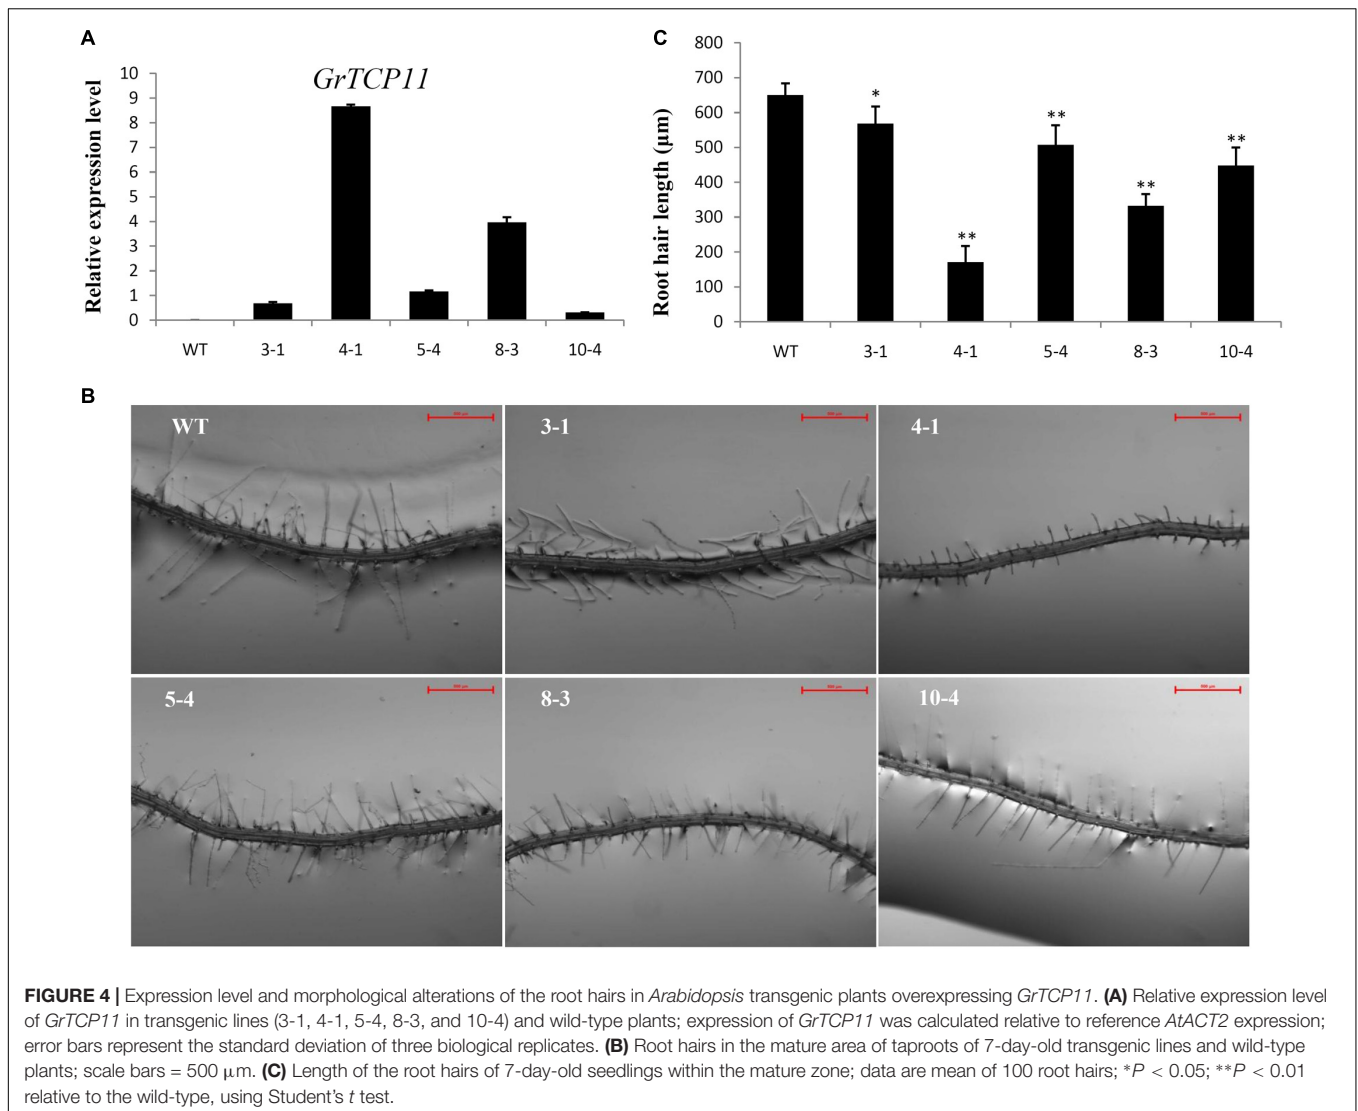 A
C
GrTCP11
Relative expression level
10
9
8
7
6
5
4
3
2
1
0
WT 3-1 4-1 5-4 8-3 10-4
Root hair length (μm)
800
700
600
500
400
300
200
100
0
*
**
**
**
**
WT 3-1 4-1 5-4 8-3 10-4
B
WT
3-1
4-1
5-4
8-3
10-4
FIGURE 4 | Expression level and morphological alterations of the root hairs in Arabidopsis transgenic plants overexpressing GrTCP11. (A) Relative expression level
of GrTCP11 in transgenic lines (3-1, 4-1, 5-4, 8-3, and 10-4) and wild-type plants; expression of GrTCP11 was calculated relative to reference AtACT2 expression;
error bars represent the standard deviation of three biological replicates. (B) Root hairs in the mature area of taproots of 7-day-old transgenic lines and wild-type
plants; scale bars = 500 μm. (C) Length of the root hairs of 7-day-old seedlings within the mature zone; data are mean of 100 root hairs; *P < 0.05; **P < 0.01
relative to the wild-type, using Student's t test.